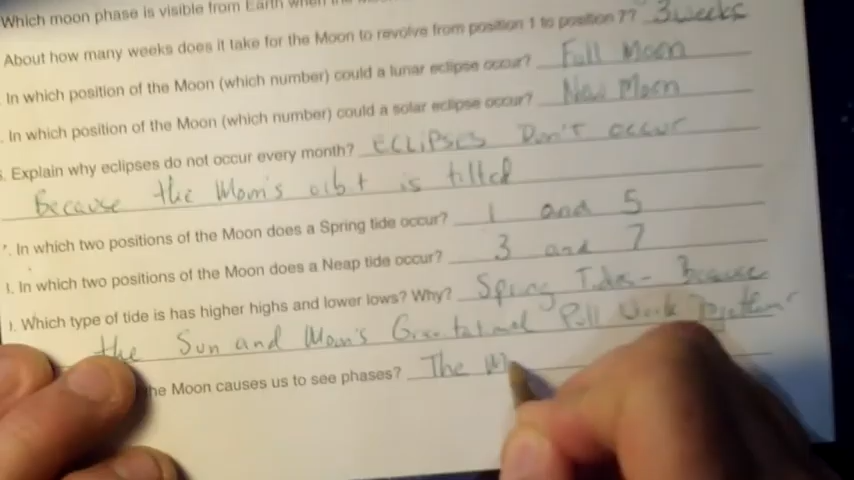 Which moon phase is visible from Earth when the
About how many weeks does it take for the Moon to revolve from position 1 to position 7? 3 weeks
. In which position of the Moon (which number) could a lunar eclipse occur? Full Moon
. In which position of the Moon (which number) could a solar eclipse occur? New Moon
. Explain why eclipses do not occur every month? Eclipses Don't occur
Because the Moon's orbit is tilted
. In which two positions of the Moon does a Spring tide occur? 1 and 5
. In which two positions of the Moon does a Neap tide occur? 3 and 7
. Which type of tide is has higher highs and lower lows? Why? Spring Tides - Because
the Sun and Moon's Gravitational Pull Work Together
the Moon causes us to see phases? The M